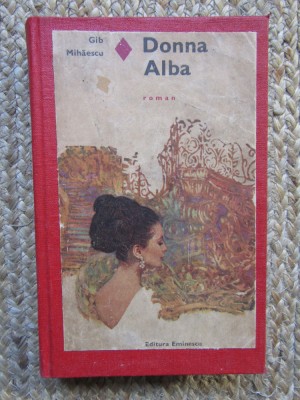 Gib
Mihăescu
Donna
Alba
roman
Editura Eminescu